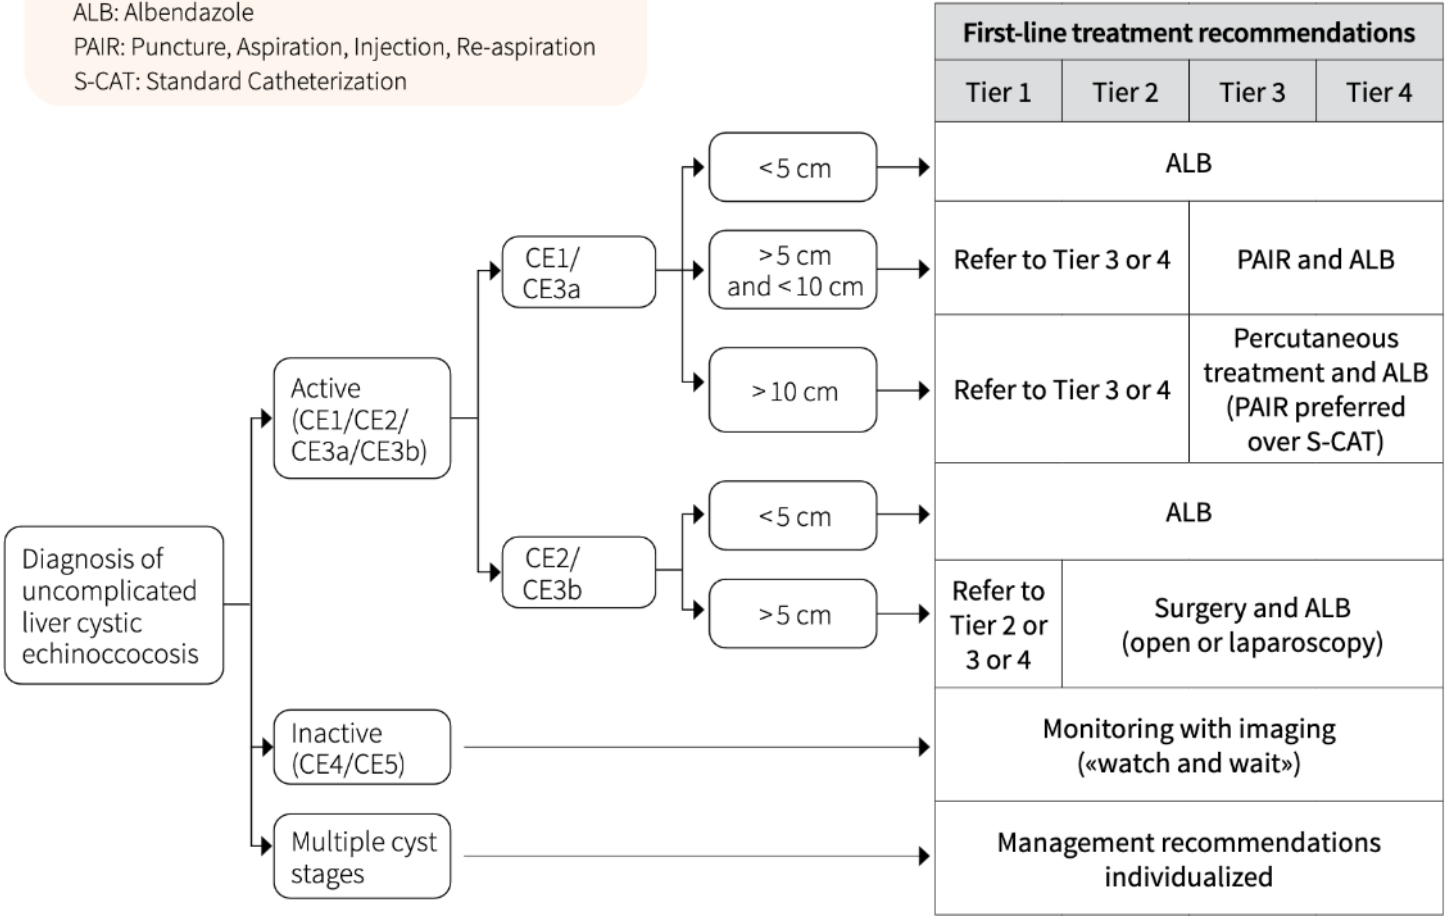 ALB: Albendazole
PAIR: Puncture, Aspiration, Injection, Re-aspiration
S-CAT: Standard Catheterization
First-line treatment recommendations
Tier 1
Tier 2
Tier 3
Tier 4
Diagnosis of
uncomplicated
liver cystic
echinoccocosis
Active
(CE1/CE2/
CE3a/CE3b)
CE1/
CE3a
<5 cm
ALB
>5 cm
and <10 cm
Refer to Tier 3 or 4
PAIR and ALB
>10 cm
Refer to Tier 3 or 4
Percutaneous
treatment and ALB
(PAIR preferred
over S-CAT)
CE2/
CE3b
<5 cm
ALB
>5 cm
Refer to
Tier 2 or
3 or 4
Surgery and ALB
(open or laparoscopy)
Inactive
(CE4/CE5)
Monitoring with imaging
(«watch and wait»)
Multiple cyst
stages
Management recommendations
individualized